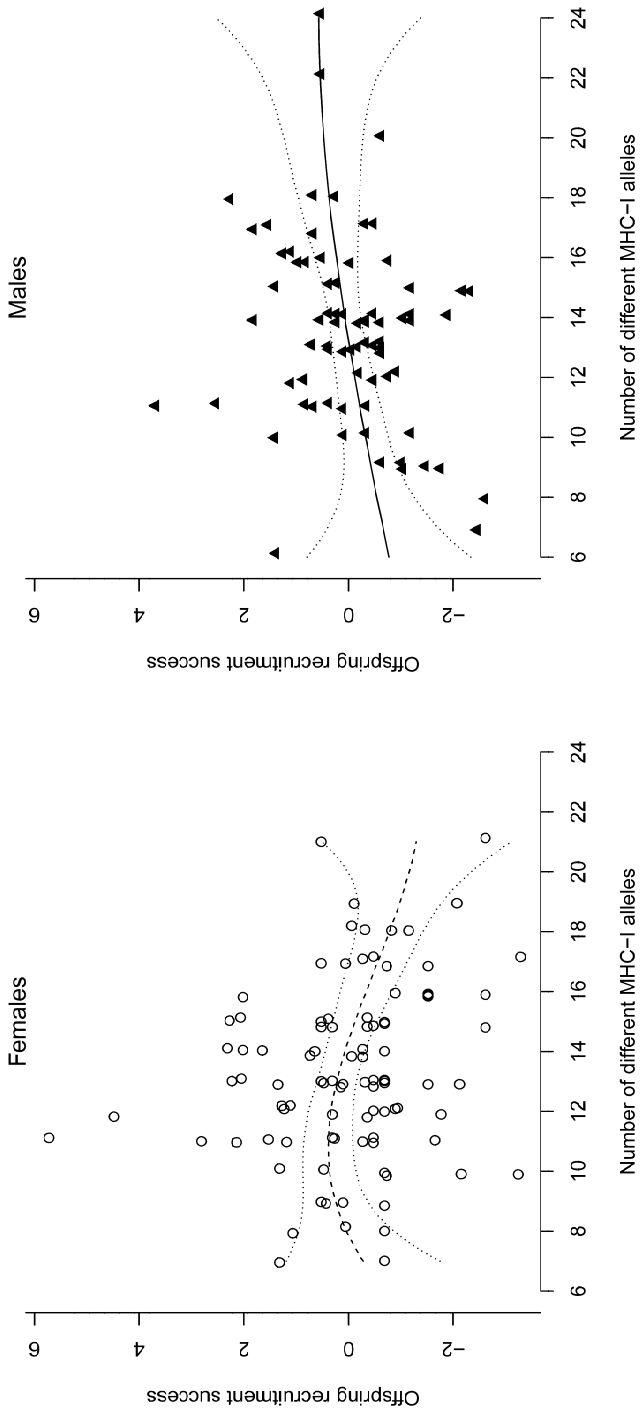 Females
Offspring recruitment success
−2 0 2 4 6
6 8 10 12 14 16 18 20 22 24
Number of different MHC−I alleles
Males
Offspring recruitment success
−2 0 2 4 6
6 8 10 12 14 16 18 20 22 24
Number of different MHC−I alleles